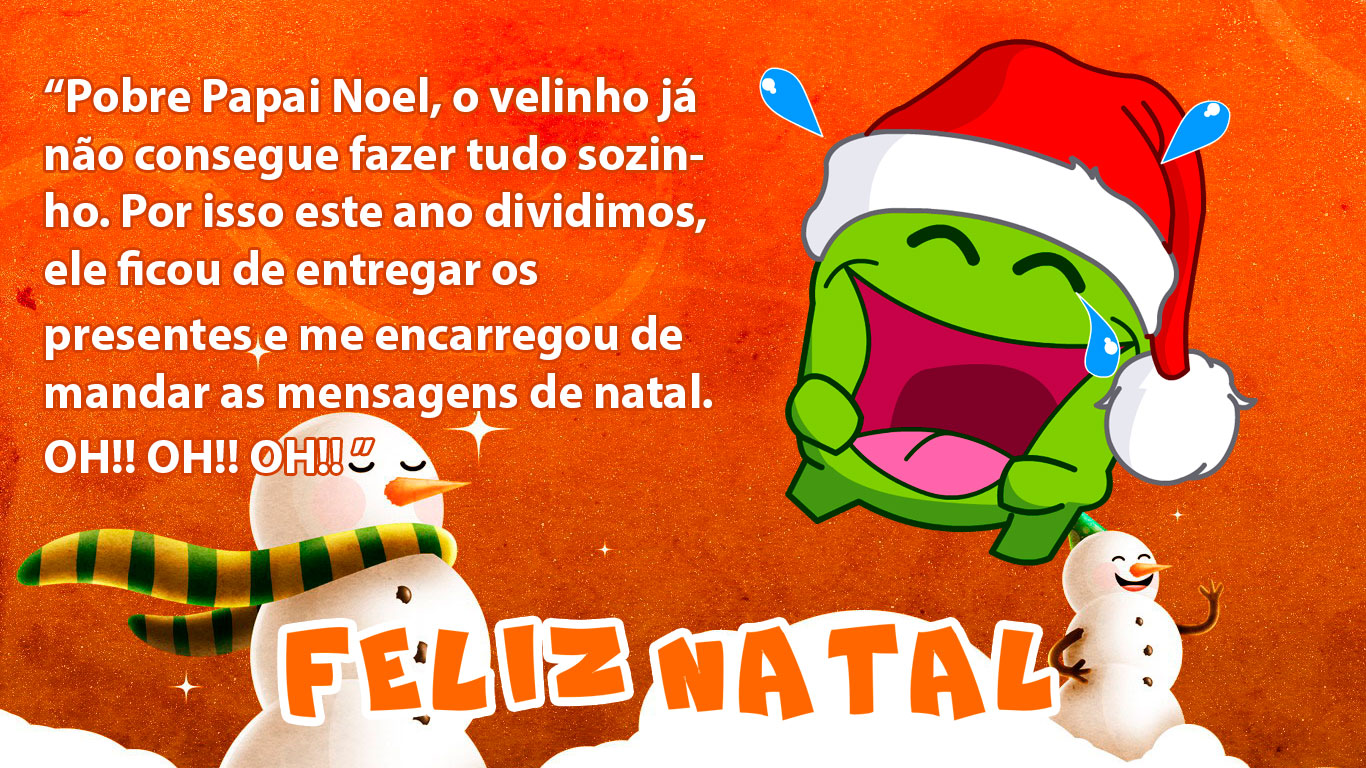 “Pobre Papai Noel, o velinho já
não consegue fazer tudo sozin-
ho. Por isso este ano dividimos,
ele ficou de entregar os
presentes e me encarregou de
mandar as mensagens de natal.
OH!! OH!! OH!!”
FELIZ NATAL